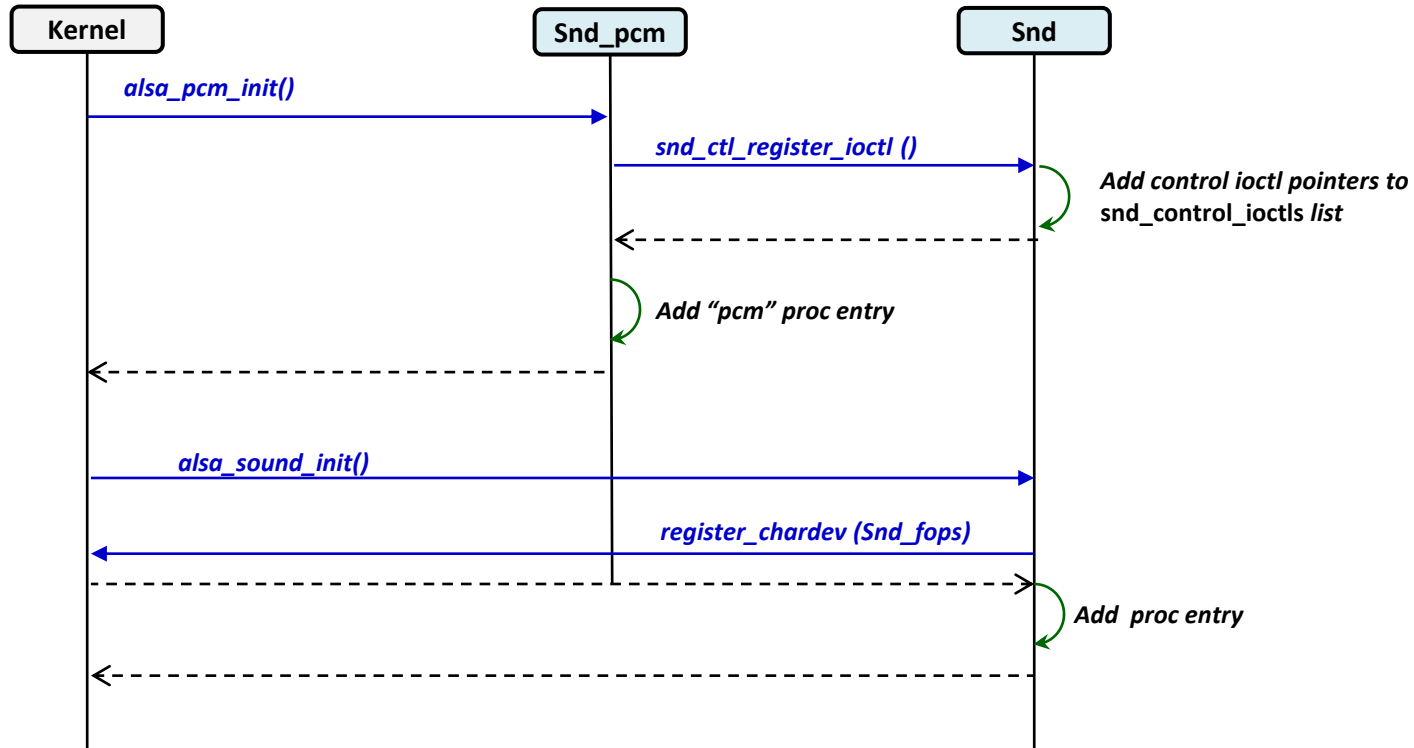 Kernel
Snd_pcm
Snd
alsa_pcm_init()
snd_ctl_register_ioctl ()
Add control ioctl pointers to
snd_control_ioctls list
Add “pcm” proc entry
alsa_sound_init()
register_chardev (Snd_fops)
Add  proc entry